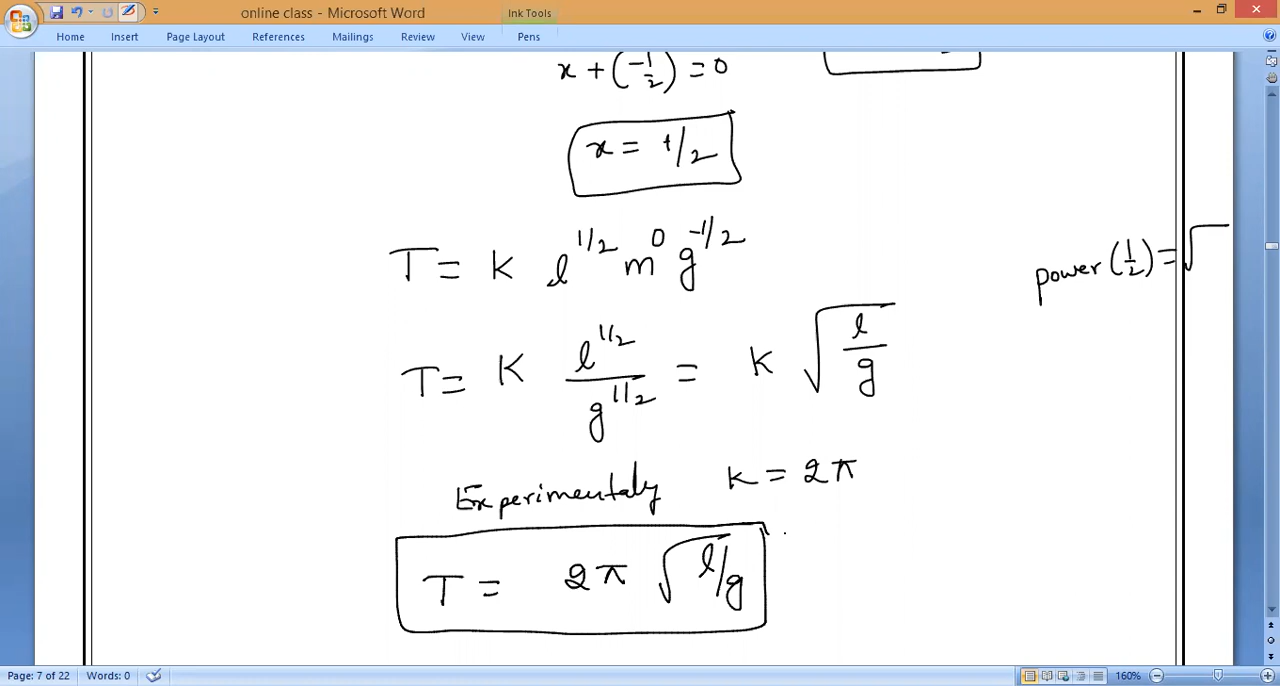 online class - Microsoft Word
Ink Tools
Home Insert Page Layout References Mailings Review View Pens
x + (-1/2) = 0
x = +/2
T = K l^1/2 m^0 g^-1/2
power (1/2) = √
T = K l^1/2 / g^1/2 = K √(l/g)
Experimentaly K = 2π
T = 2π √(l/g)
Page: 7 of 22 Words: 0 160%